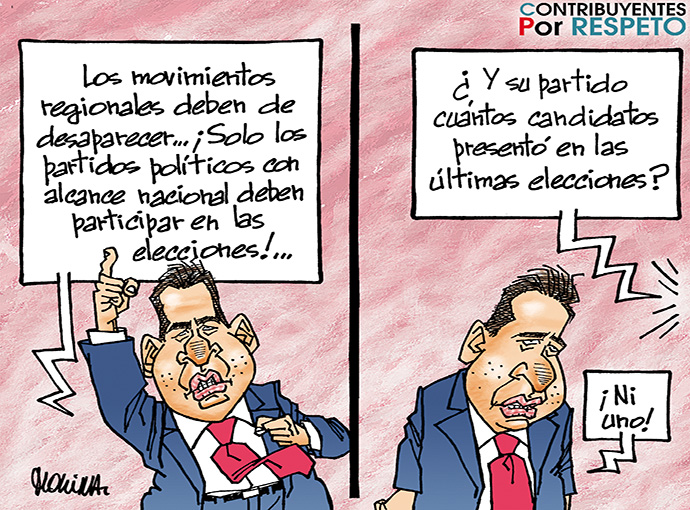 CONTRIBUYENTES
Por RESPETO
Los movimientos
regionales deben de
desaparecer... ¡Solo los
partidos políticos con
alcance nacional deben
participar en las
elecciones!...
¿Y su partido
cuántos candidatos
presentó en las
últimas elecciones?
¡Ni
uno!
MOLINA